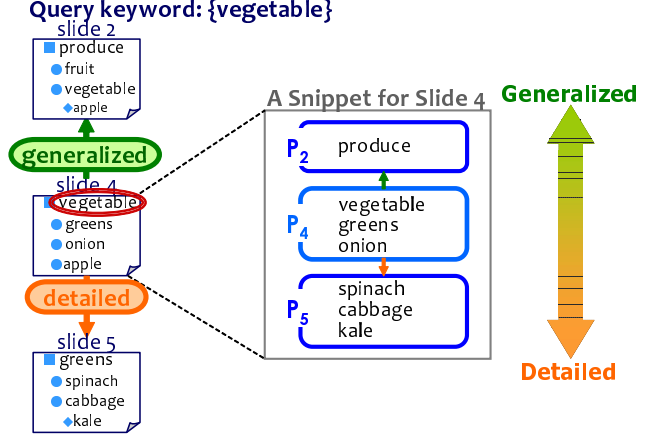 Query keyword: {vegetable}
slide 2
produce
fruit
vegetable
apple
generalized
slide 4
vegetable
greens
onion
apple
detailed
slide 5
greens
spinach
cabbage
kale
A Snippet for Slide 4
P2
produce
P4
vegetable
greens
onion
P5
spinach
cabbage
kale
Generalized
Detailed